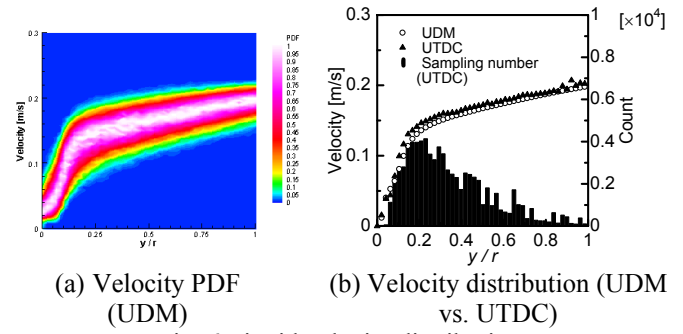 PDF
1
0.95
0.9
0.85
0.8
0.75
0.7
0.65
0.6
0.55
0.5
0.45
0.4
0.35
0.3
0.25
0.2
0.15
0.1
0.05
0
Velocity [m/s]
0.3
0.2
0.1
0
0 0.25 0.5 0.75 1
y / r
0.3
0.2
0.1
0
Velocity [m/s]
UDM
UTDC
Sampling number
(UTDC)
1 [×10⁴]
0.8
0.6
0.4
0.2
0
Count
0 0.2 0.4 0.6 0.8 1
y / r
(a) Velocity PDF
(UDM)
(b) Velocity distribution (UDM
vs. UTDC)